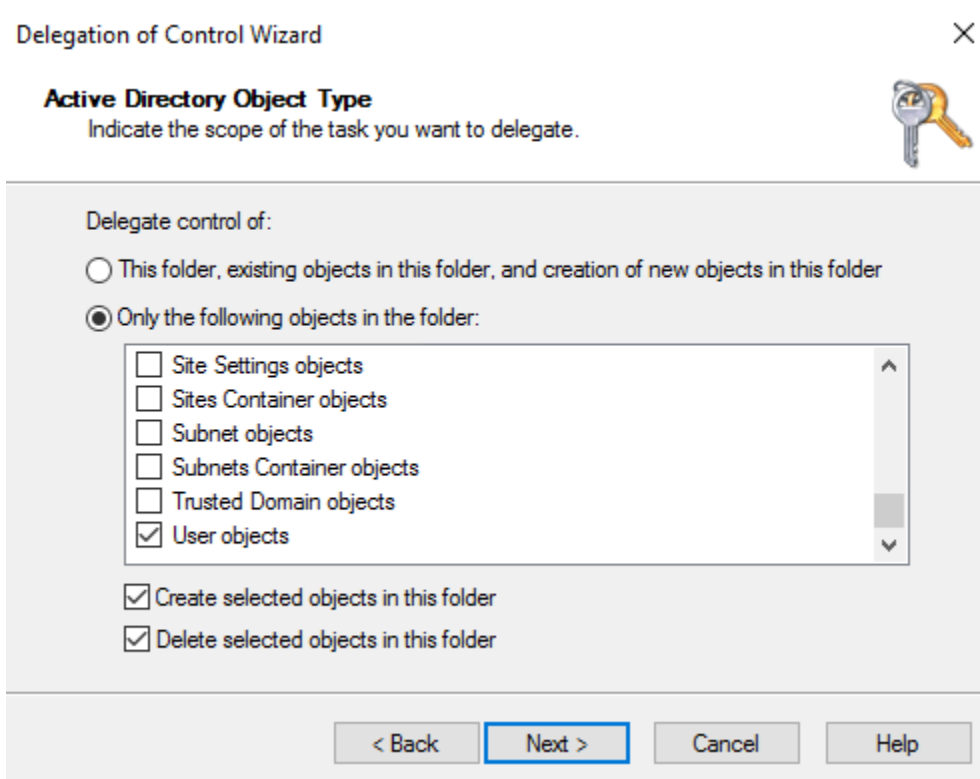 Delegation of Control Wizard
Active Directory Object Type
Indicate the scope of the task you want to delegate.
Delegate control of:
This folder, existing objects in this folder, and creation of new objects in this folder
Only the following objects in the folder:
Site Settings objects
Sites Container objects
Subnet objects
Subnets Container objects
Trusted Domain objects
User objects
Create selected objects in this folder
Delete selected objects in this folder
< Back Next > Cancel Help